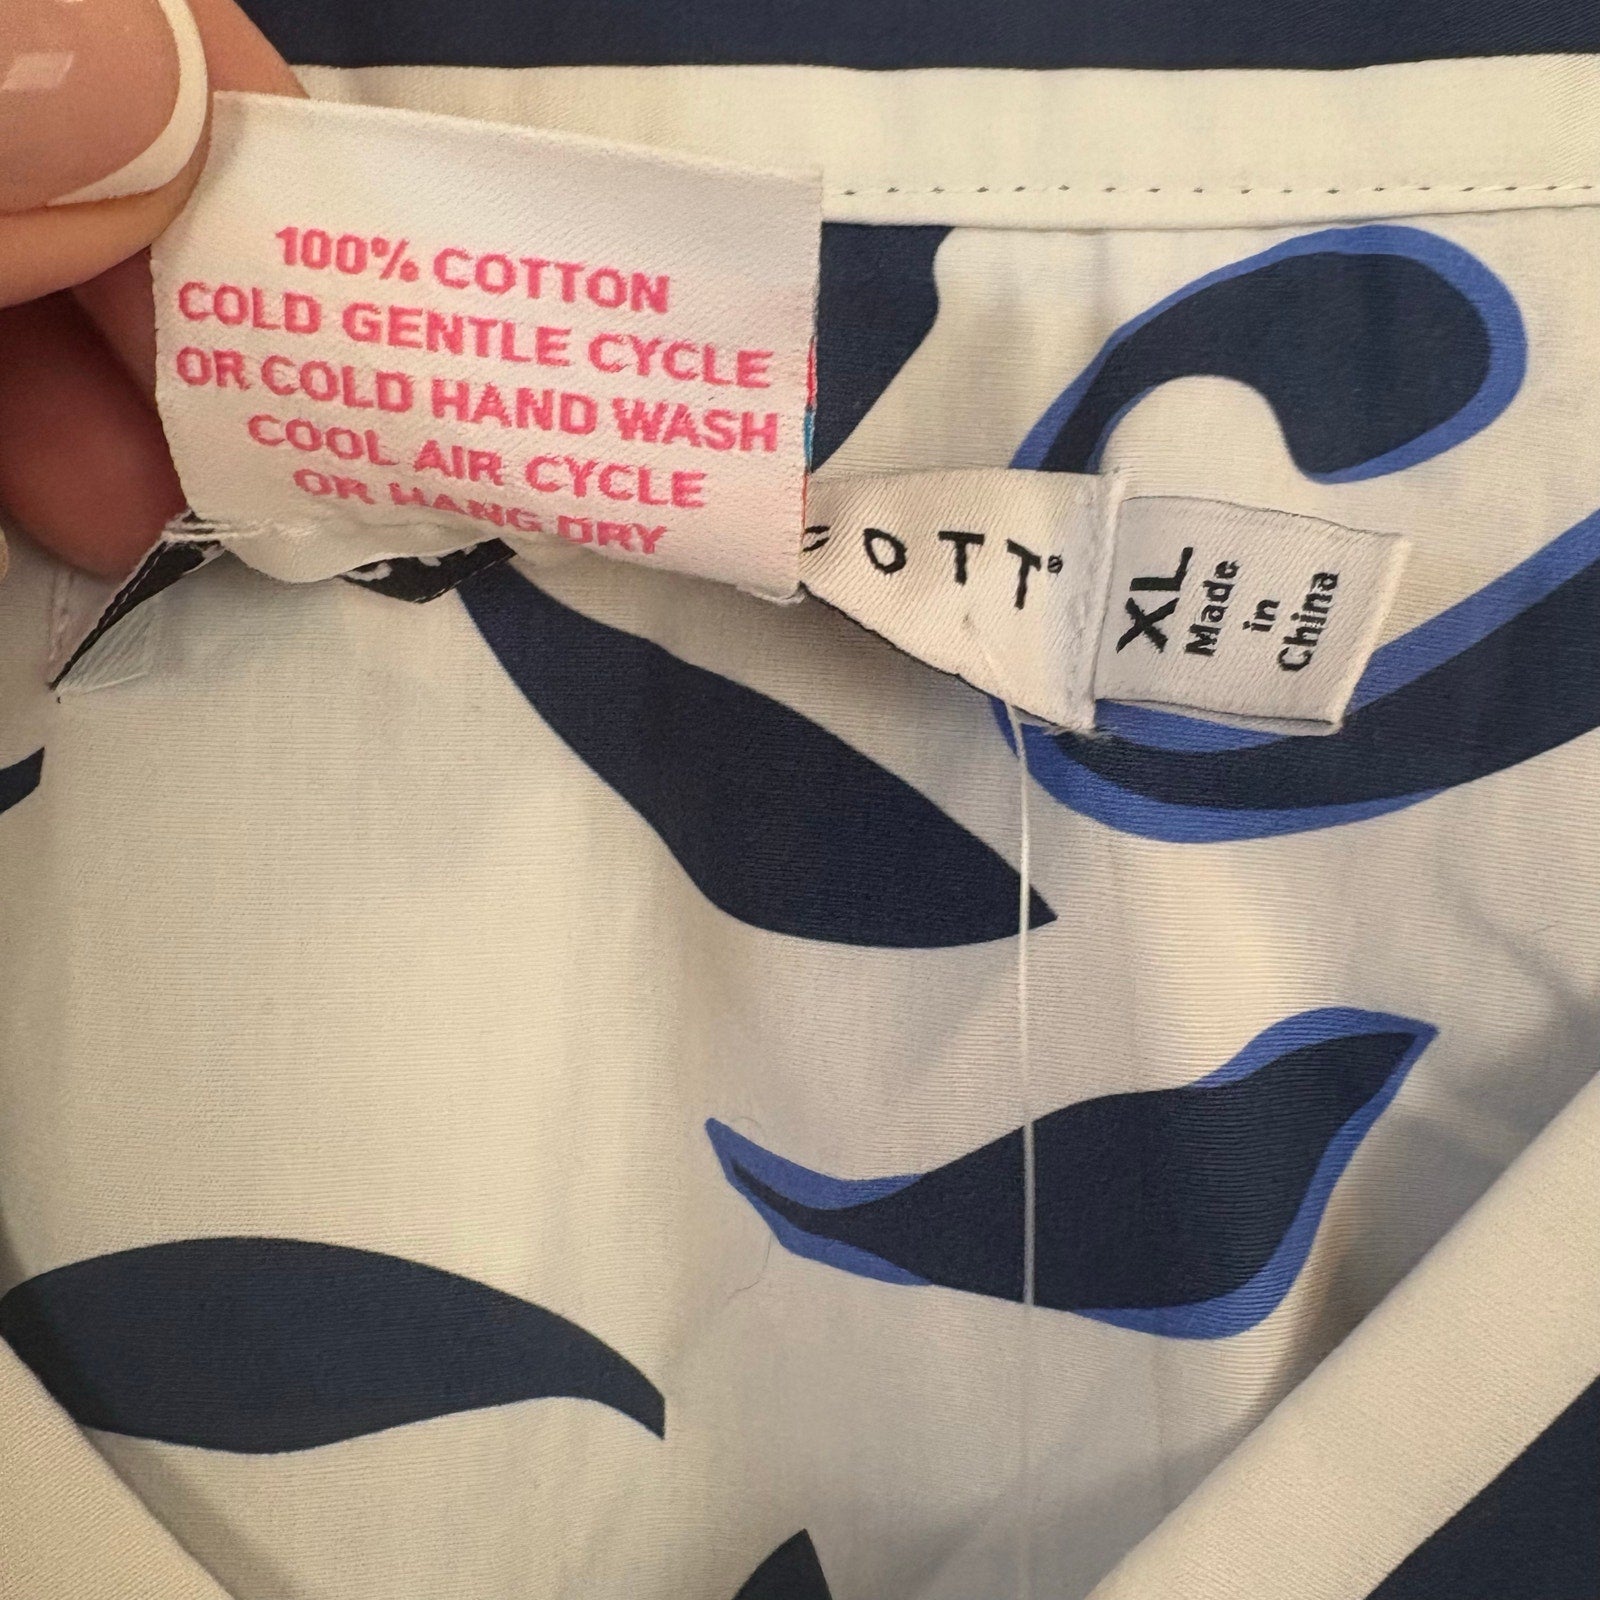 100% COTTON
COLD GENTLE CYCLE
OR COLD HAND WASH
COOL AIR CYCLE
OR HANG DRY
OTT®
XL
Made
in
China